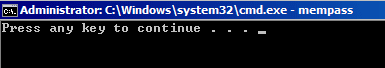 Administrator: C:\Windows\system32\cmd.exe - mempass
Press any key to continue . . .